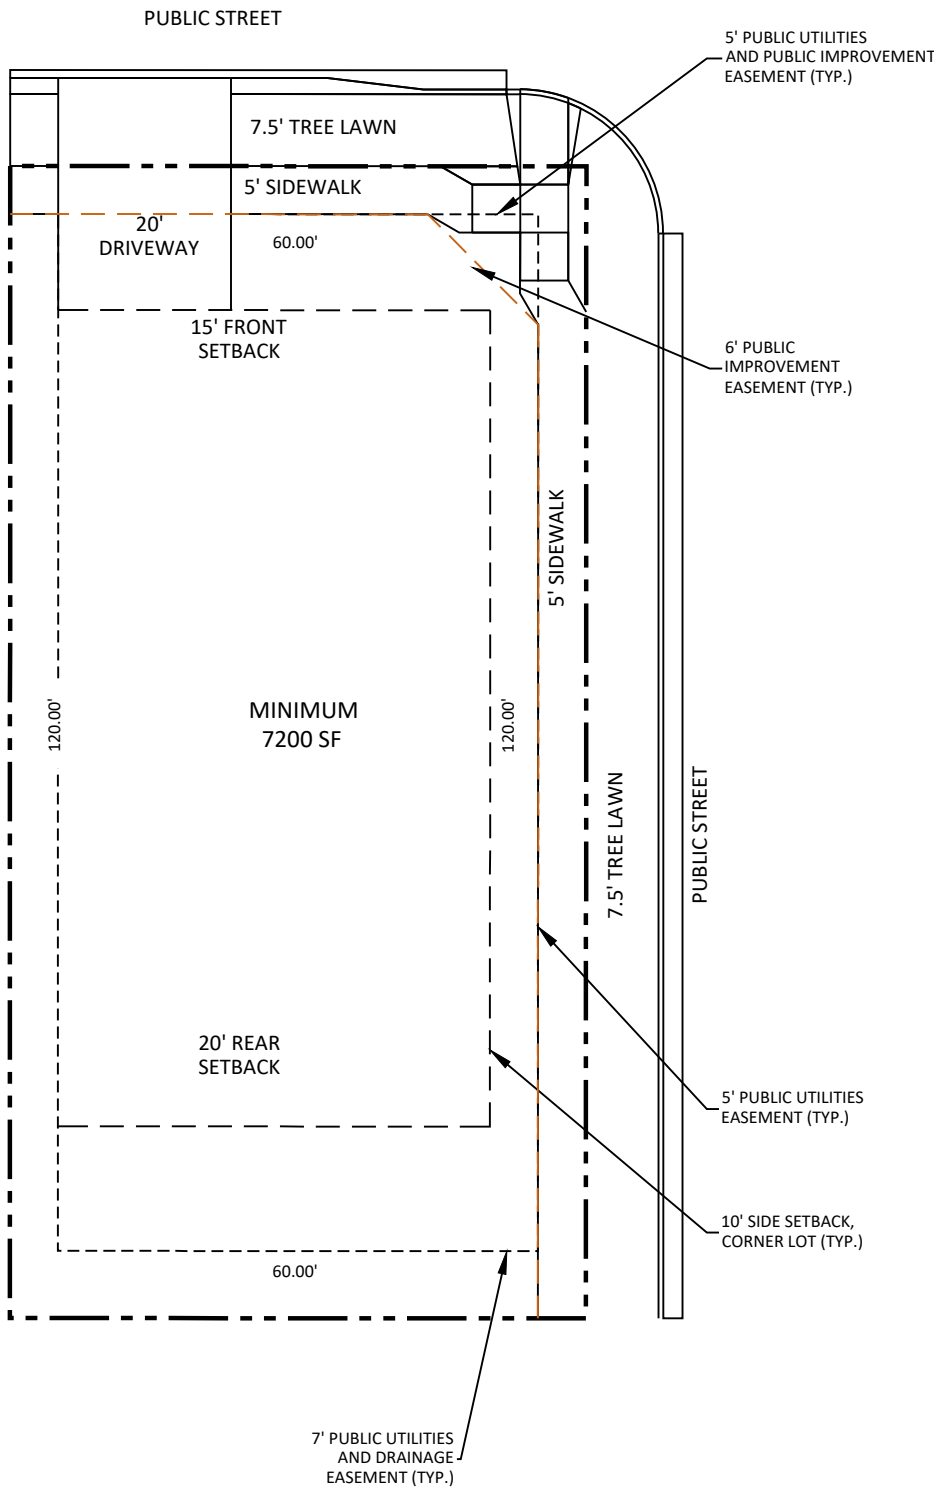 PUBLIC STREET
5' PUBLIC UTILITIES
AND PUBLIC IMPROVEMENT
EASEMENT (TYP.)
7.5' TREE LAWN
5' SIDEWALK
20'
DRIVEWAY
60.00'
15' FRONT
SETBACK
6' PUBLIC
IMPROVEMENT
EASEMENT (TYP.)
5' SIDEWALK
120.00'
MINIMUM
7200 SF
120.00'
7.5' TREE LAWN
PUBLIC STREET
20' REAR
SETBACK
5' PUBLIC UTILITIES
EASEMENT (TYP.)
10' SIDE SETBACK,
CORNER LOT (TYP.)
60.00'
7' PUBLIC UTILITIES
AND DRAINAGE
EASEMENT (TYP.)